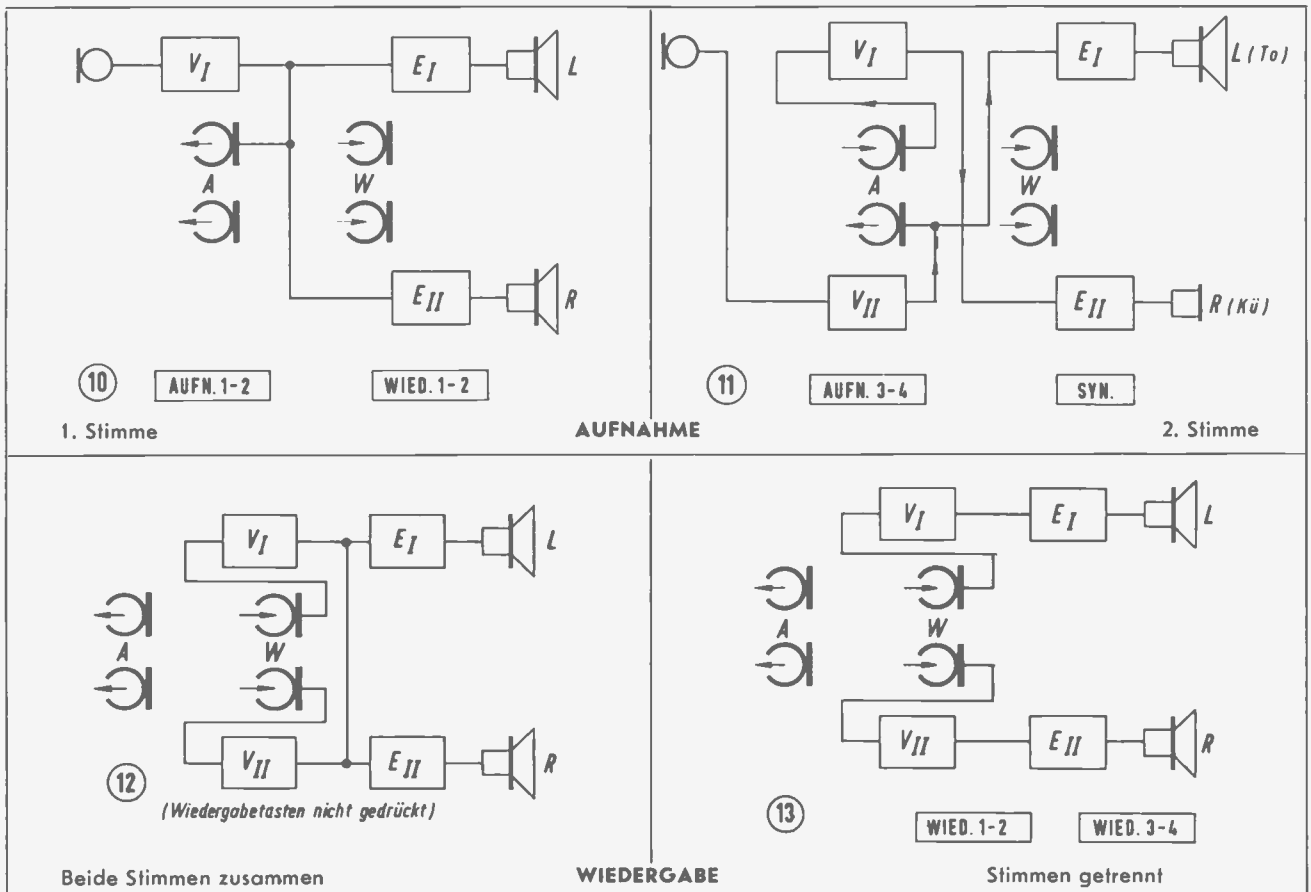 V_I E_I L
A W
E_II R
10 AUFN. 1-2 WIED. 1-2
1. Stimme
V_I E_I L (To)
A W
V_II E_II R (Kü)
11 AUFN. 3-4 SYN.
AUFNAHME
2. Stimme
V_I E_I L
A W
V_II E_II R
12
(Wiedergabetasten nicht gedrückt)
Beide Stimmen zusammen
V_I E_I L
A W
V_II E_II R
13 WIED. 1-2 WIED. 3-4
WIEDERGABE
Stimmen getrennt